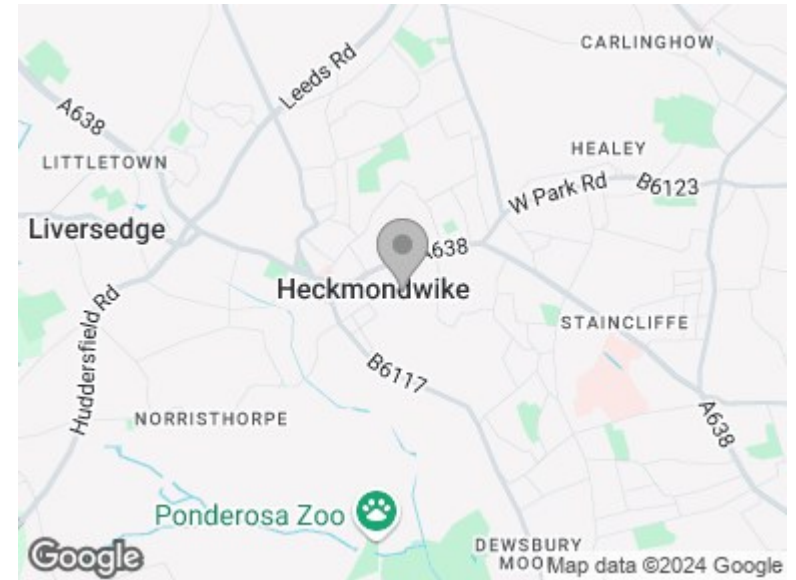 CARLINGHOW
Leeds Rd
A638
LITTLETOWN
HEALEY
W Park Rd
B6123
Liversedge
A638
Heckmondwike
Huddersfield Rd
STAINCLIFFE
B6117
NORRISTHORPE
A638
Ponderosa Zoo
DEWSBURY
MOO
Google
Map data ©2024 Google